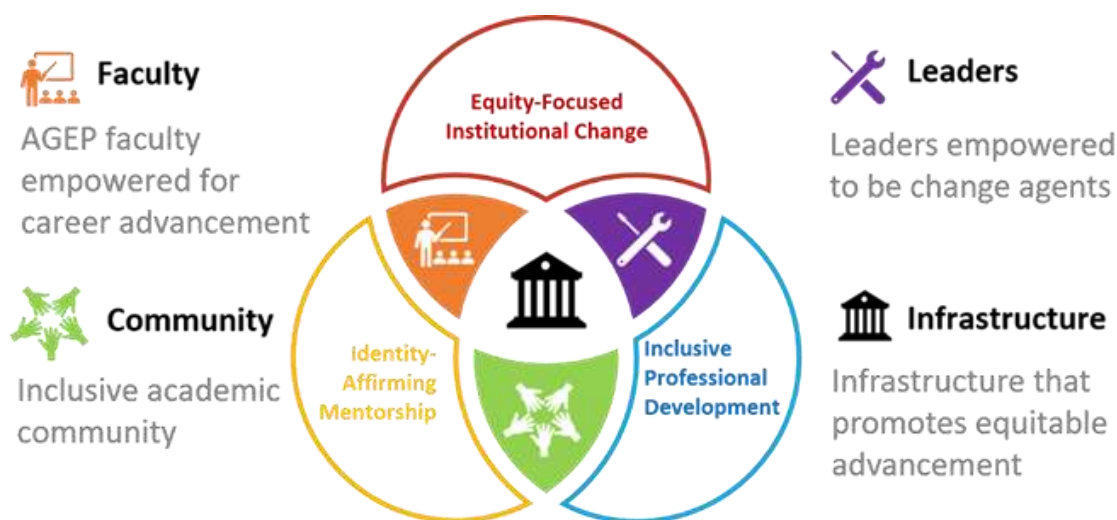 Faculty
AGEP faculty
empowered for
career advancement
Community
Inclusive academic
community
Equity-Focused
Institutional Change
Identity-
Affirming
Mentorship
Inclusive
Professional
Development
Leaders
Leaders empowered
to be change agents
Infrastructure
Infrastructure that
promotes equitable
advancement